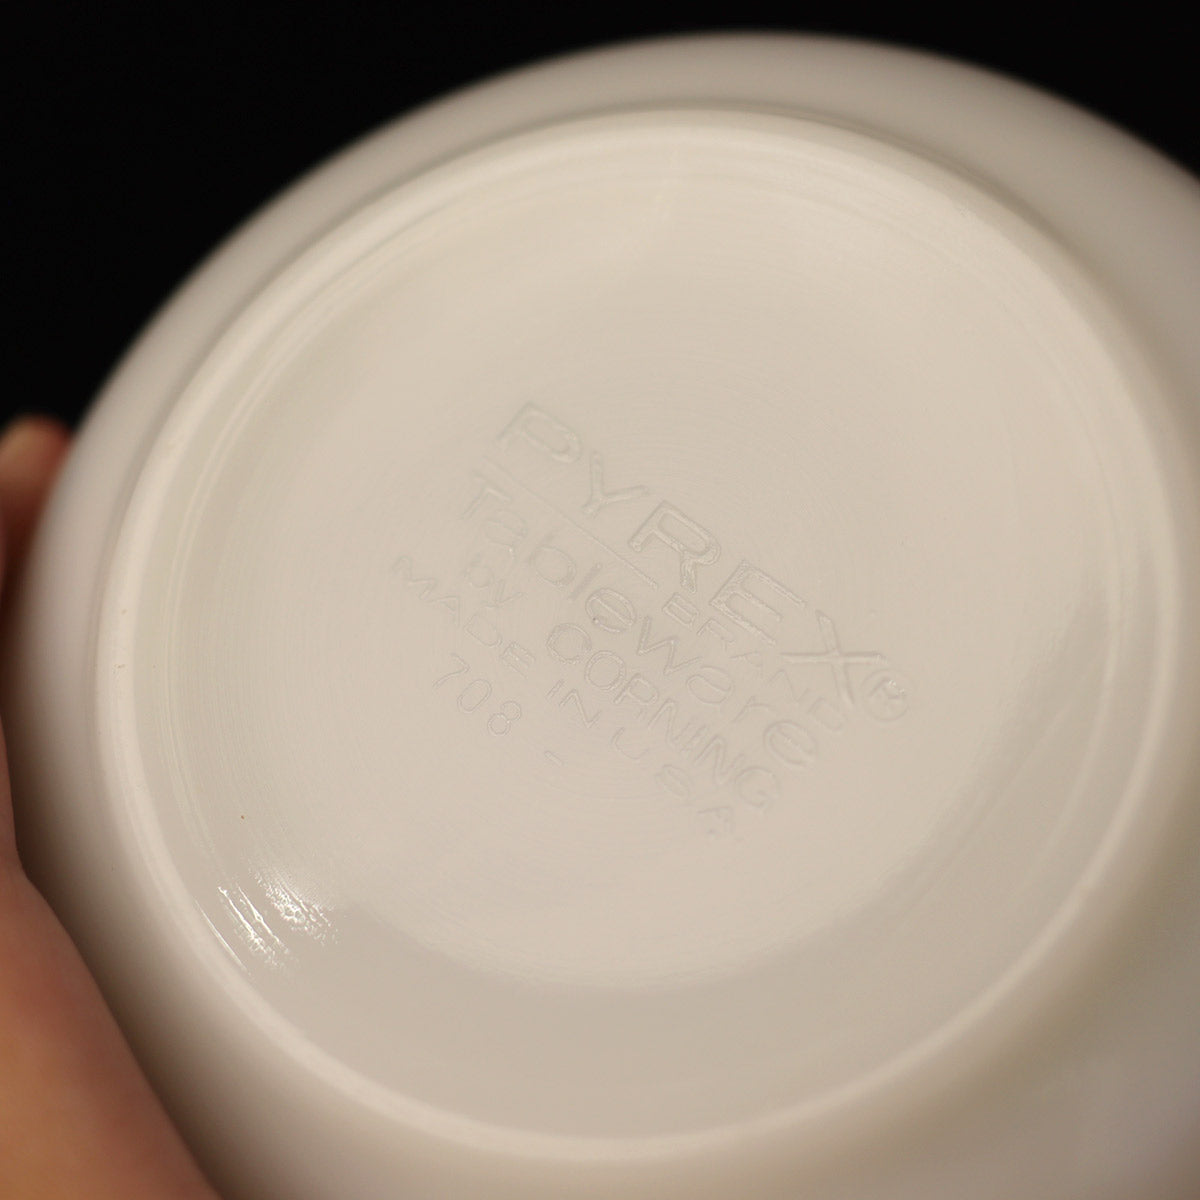 PYREX®
BRAND
Tableware
by CORNING
MADE IN U.S.A
708 -